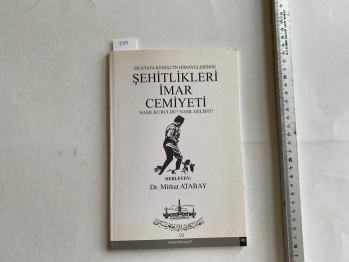 MUSTAFA KEMAL'İN HİMAYELERİNDE
ŞEHİTLİKLERİ
İMAR
CEMİYETİ
NASIL KURULDU? NASIL GELİŞTİ?
DERLEYEN:
Dr. Mithat ATABAY